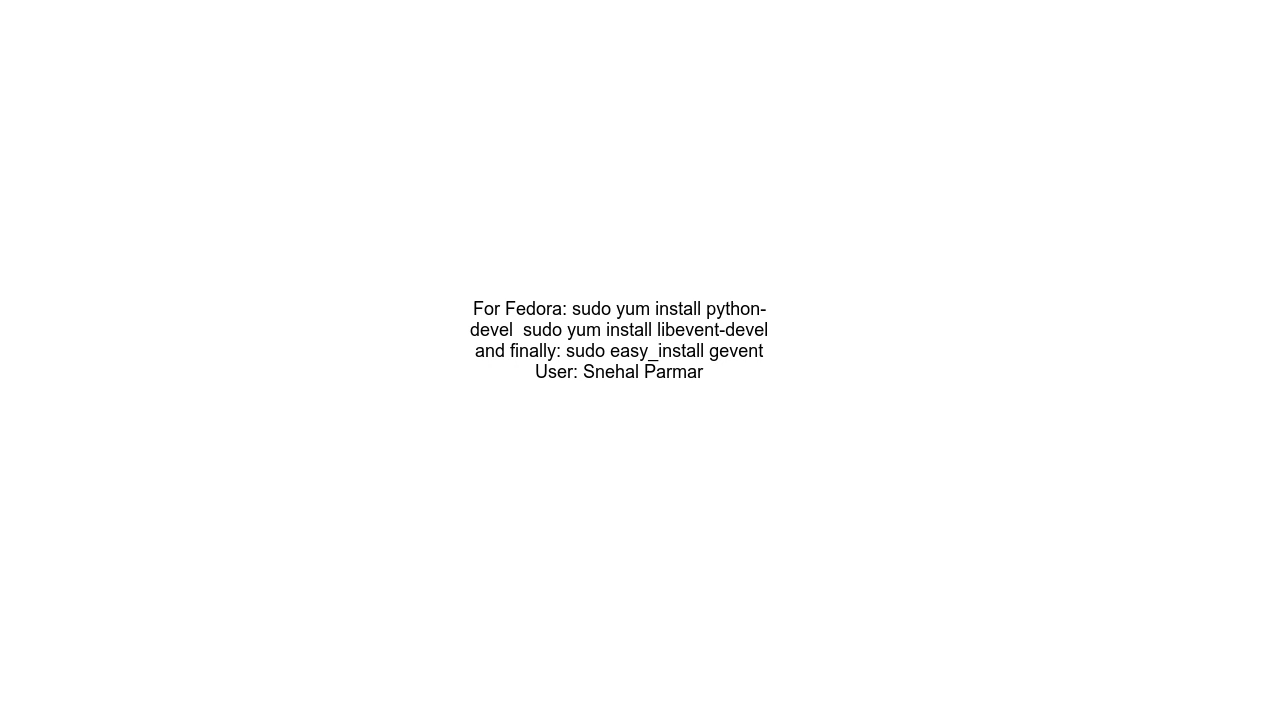 For Fedora: sudo yum install python-
devel  sudo yum install libevent-devel
and finally: sudo easy_install gevent
User: Snehal Parmar